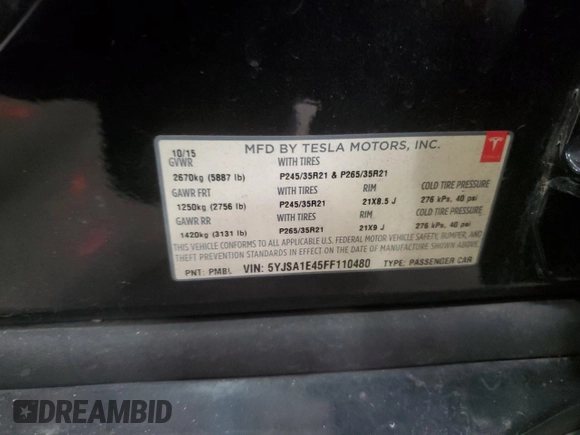 10/15 MFD BY TESLA MOTORS, INC.
GVWR WITH TIRES
2670kg (5887 lb) P245/35R21 & P265/35R21
GAWR FRT WITH TIRES RIM COLD TIRE PRESSURE
1250kg (2756 lb) P245/35R21 21X8.5 J 276 kPs, 40 psi
GAWR RR WITH TIRES RIM COLD TIRE PRESSURE
1420kg (3131 lb) P265/35R21 21X9 J 276 kPs, 40 psi
THIS VEHICLE CONFORMS TO ALL APPLICABLE U.S. FEDERAL MOTOR VEHICLE SAFETY, BUMPER, AND
THEFT PREVENTION STANDARDS IN EFFECT ON THE DATE OF MANUFACTURE SHOWN ABOVE.
PNT: PMBL VIN: 5YJSA1E45FF110480 TYPE: PASSENGER CAR
DREAMBID